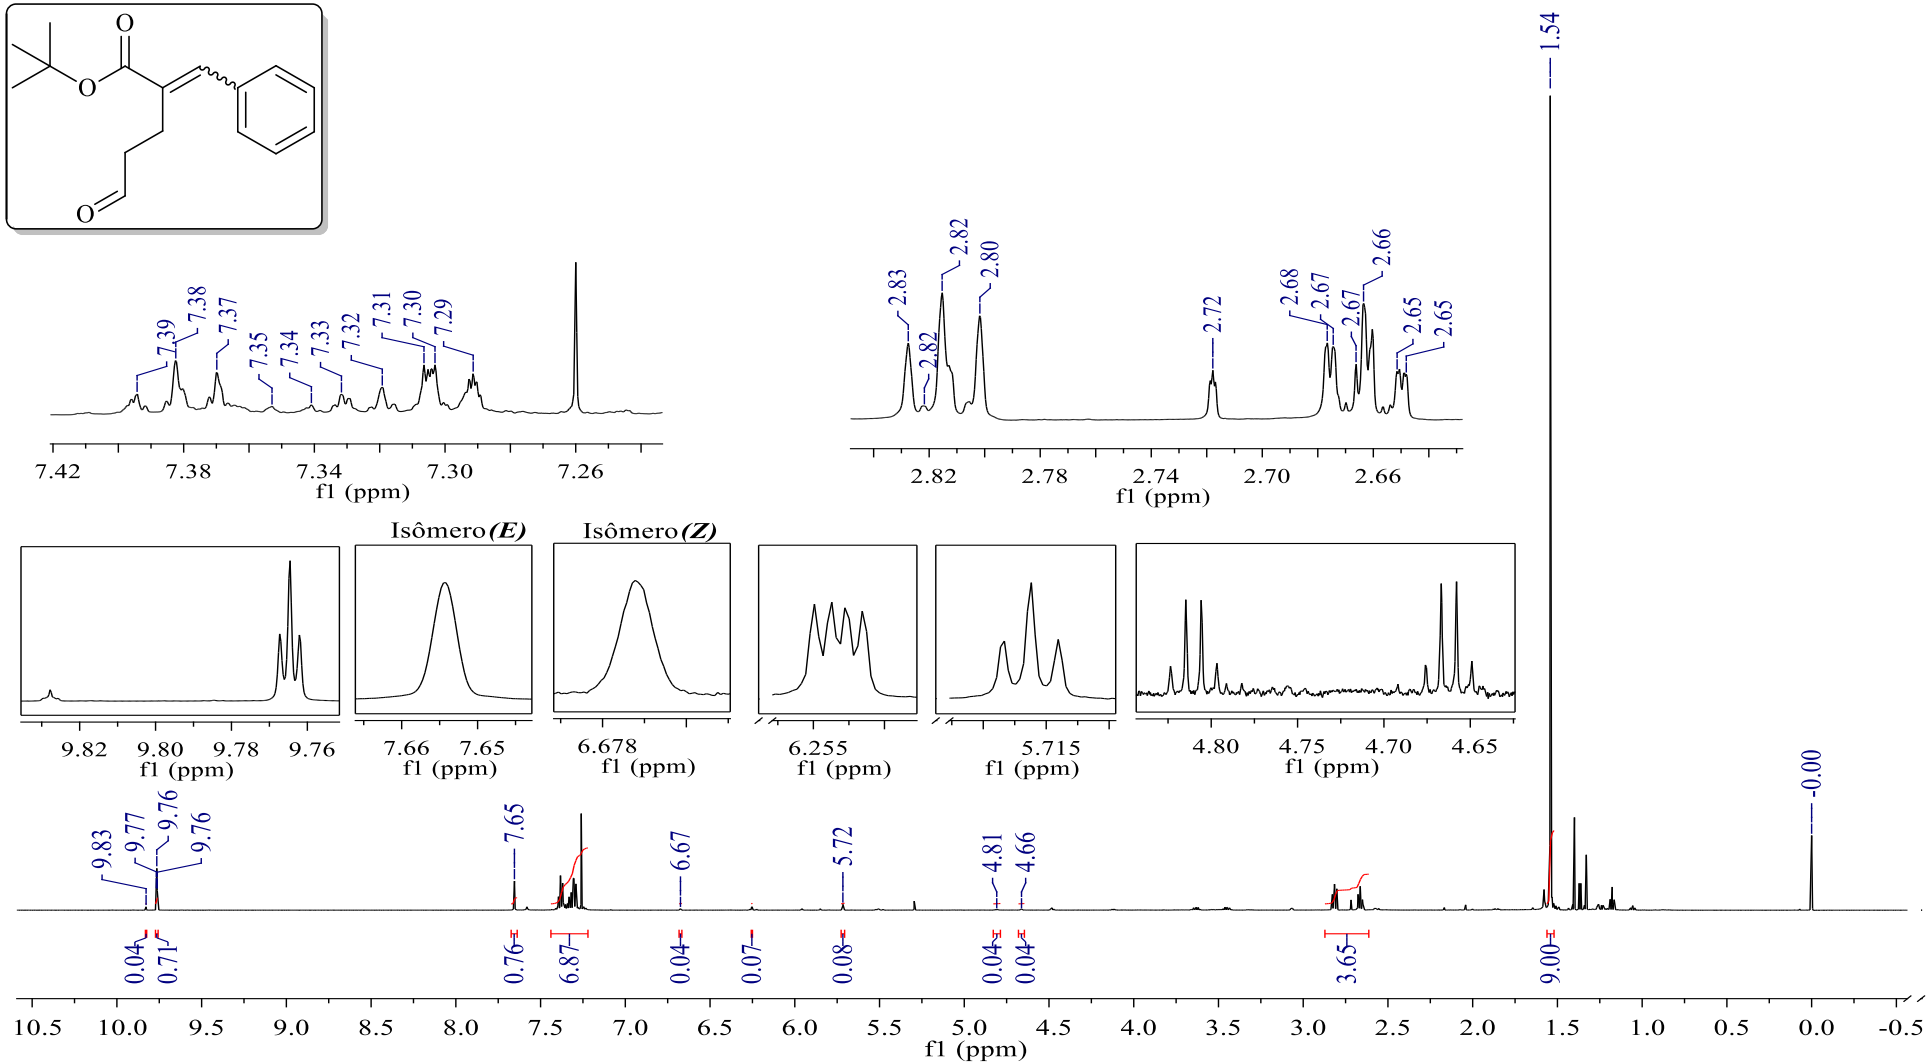 O
O
O
1.54
7.39
7.38
7.37
7.35
7.34
7.33
7.32
7.31
7.30
7.29
7.42 7.38 7.34 7.30 7.26
f1 (ppm)
2.83
2.82
2.82
2.80
2.72
2.68
2.67
2.67
2.66
2.65
2.65
2.82 2.78 2.74 2.70 2.66
f1 (ppm)
Isômero(E)
Isômero(Z)
9.82 9.80 9.78 9.76
f1 (ppm)
7.66 7.65
f1 (ppm)
6.678
f1 (ppm)
6.255
f1 (ppm)
5.715
f1 (ppm)
4.80 4.75 4.70 4.65
f1 (ppm)
9.83
9.77
9.76
9.76
7.65
6.67
5.72
4.81
4.66
-0.00
0.04
0.71
0.76
6.87
0.04
0.07
0.08
0.04
0.04
3.65
9.00
10.5 10.0 9.5 9.0 8.5 8.0 7.5 7.0 6.5 6.0 5.5 5.0 4.5 4.0 3.5 3.0 2.5 2.0 1.5 1.0 0.5 0.0 -0.5
f1 (ppm)